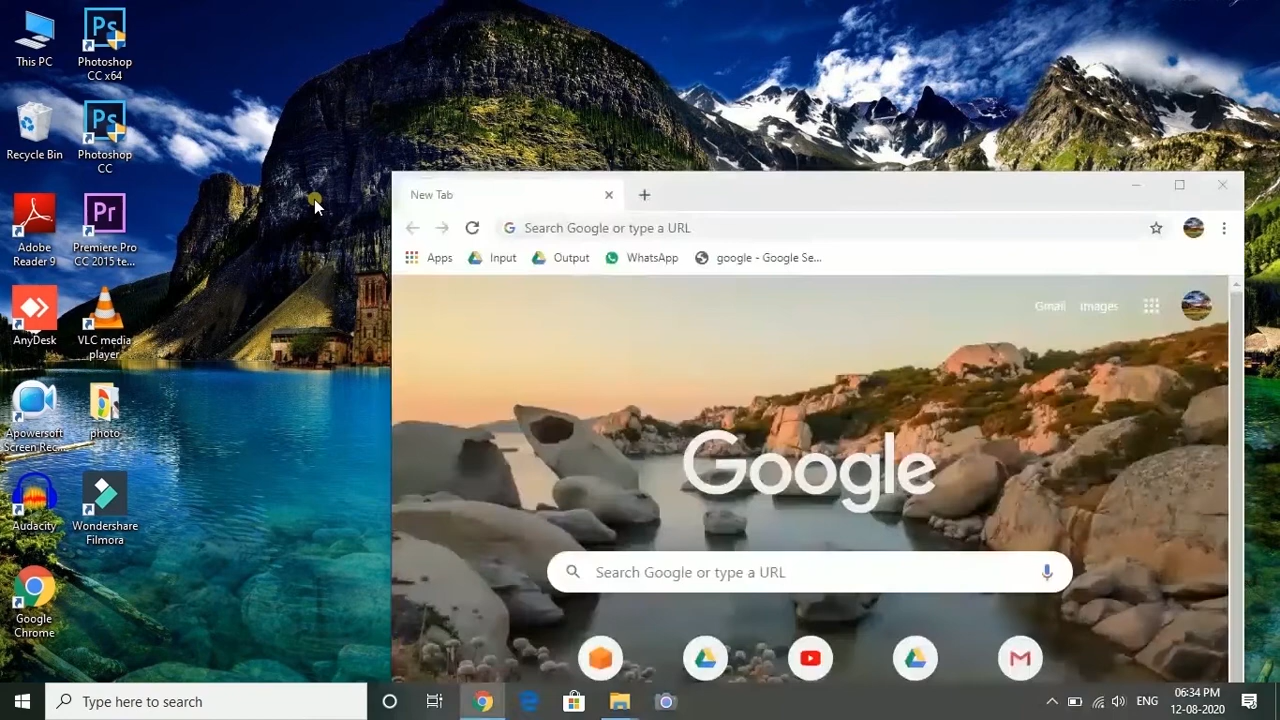 This PC
Ps
Photoshop
CC x64
Recycle Bin
Ps
Photoshop
CC
Adobe
Reader 9
Pr
Premiere Pro
CC 2015 te...
AnyDesk
VLC media
player
Apowersoft
Screen Rec...
photo
Audacity
Wondershare
Filmora
Google
Chrome
New Tab
Search Google or type a URL
Apps Input Output WhatsApp google - Google Se...
Gmail Images
Google
Search Google or type a URL
Type here to search
ENG
06:34 PM
12-08-2020